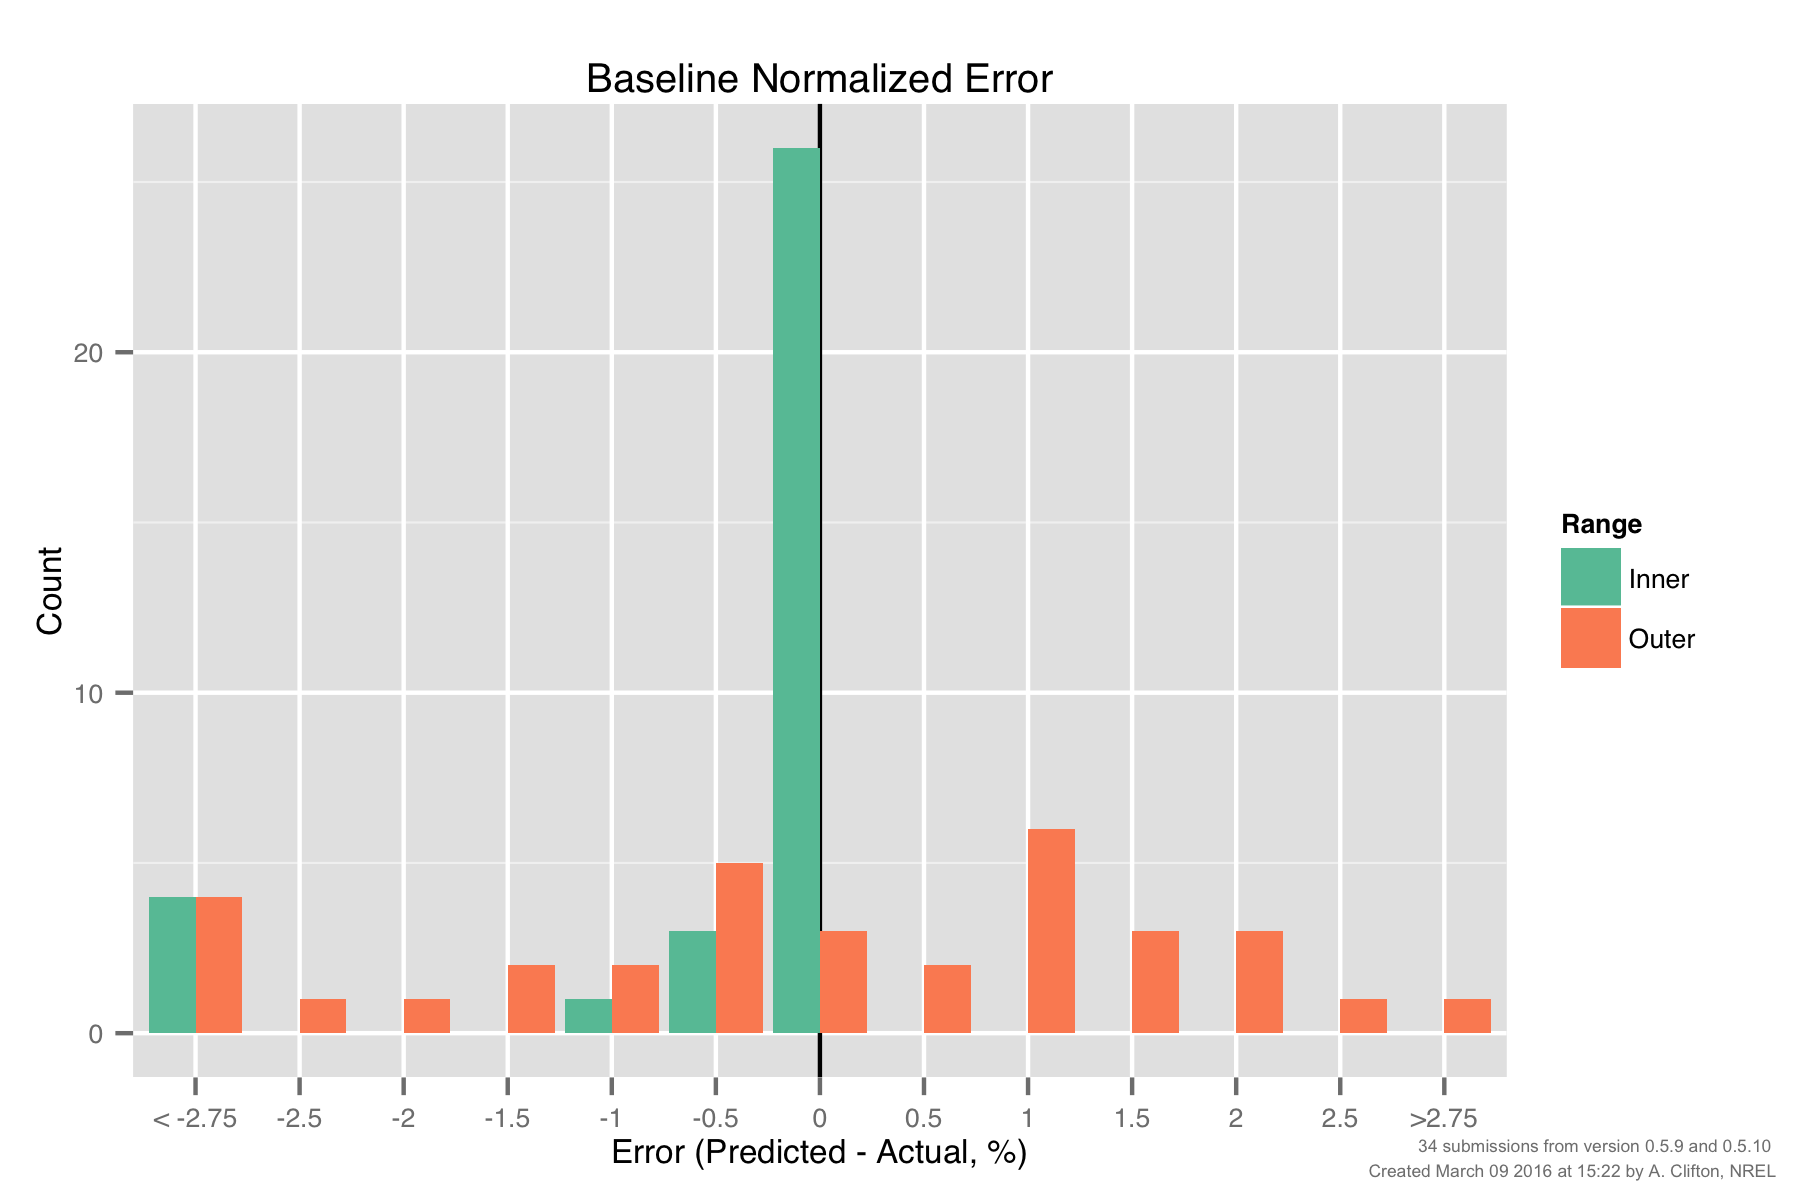 Baseline Normalized Error
20
10
0
Count
< -2.75 -2.5 -2 -1.5 -1 -0.5 0 0.5 1 1.5 2 2.5 >2.75
Error (Predicted - Actual, %)
Range
Inner
Outer
34 submissions from version 0.5.9 and 0.5.10
Created March 09 2016 at 15:22 by A. Clifton, NREL